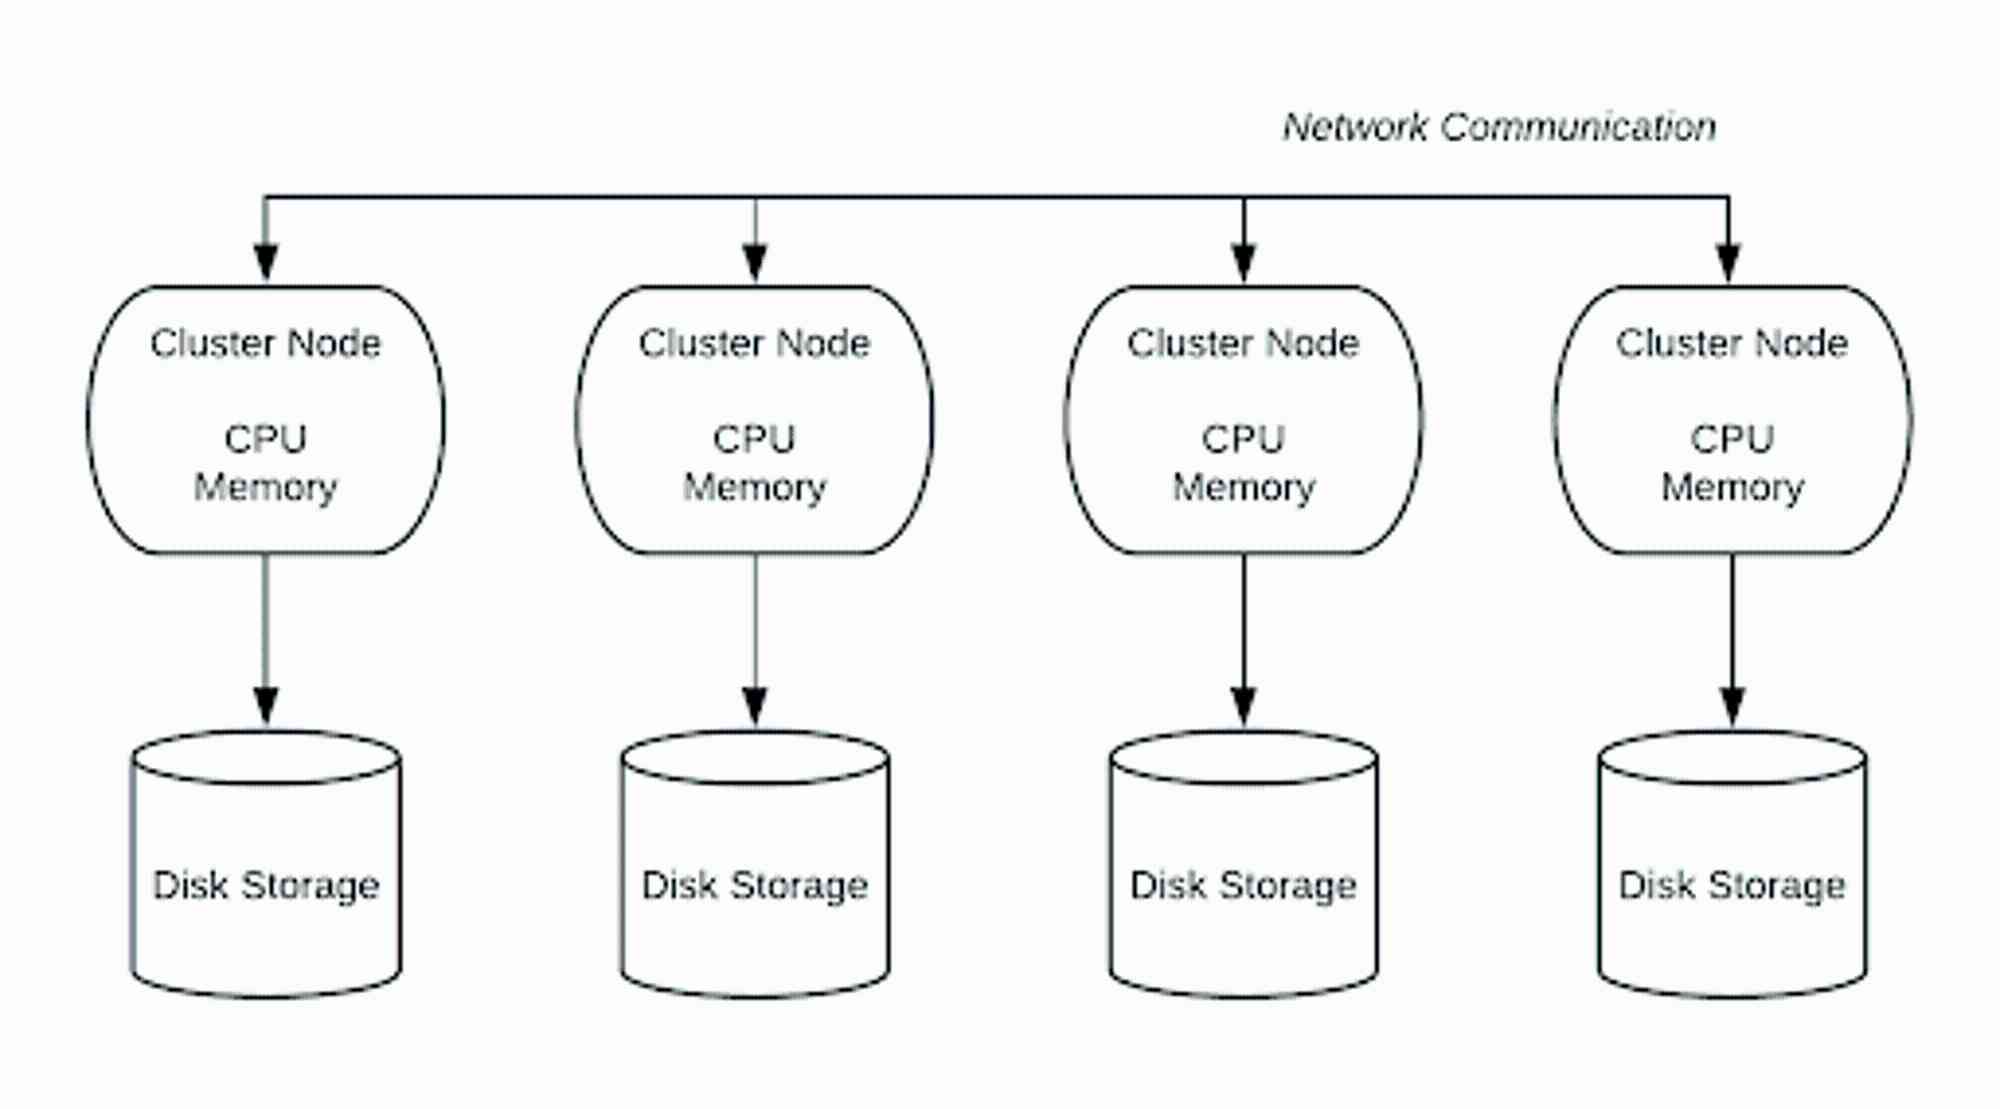 Network Communication
Cluster Node
CPU
Memory
Cluster Node
CPU
Memory
Cluster Node
CPU
Memory
Cluster Node
CPU
Memory
Disk Storage
Disk Storage
Disk Storage
Disk Storage